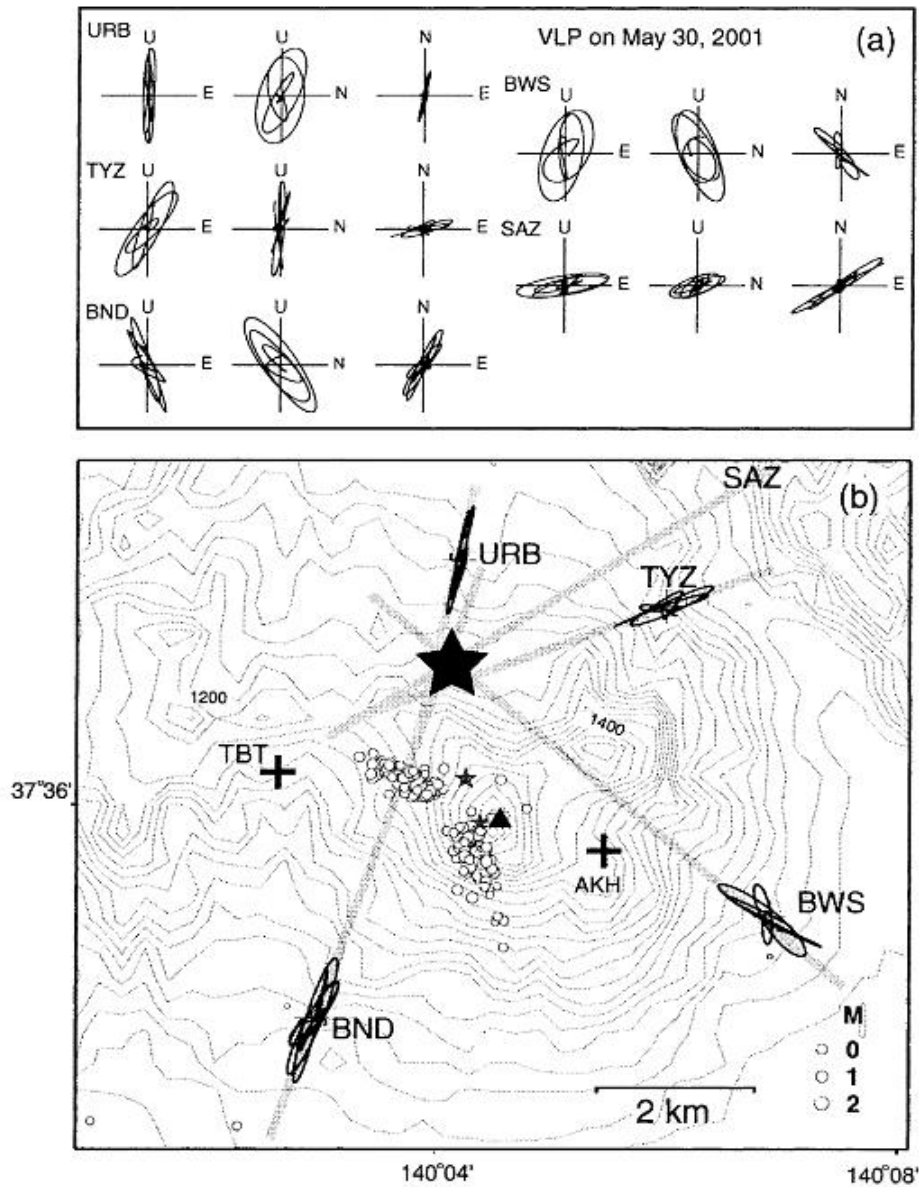 URB
U
U
N
E
N
E
VLP on May 30, 2001
(a)
BWS
U
U
N
E
N
E
TYZ
U
U
N
E
N
E
SAZ
U
U
N
E
N
E
BND
U
U
N
E
N
E
SAZ
(b)
URB
TYZ
1200
1400
TBT
37°36'
AKH
BWS
BND
M
0
1
2
2 km
140°04'
140°08'